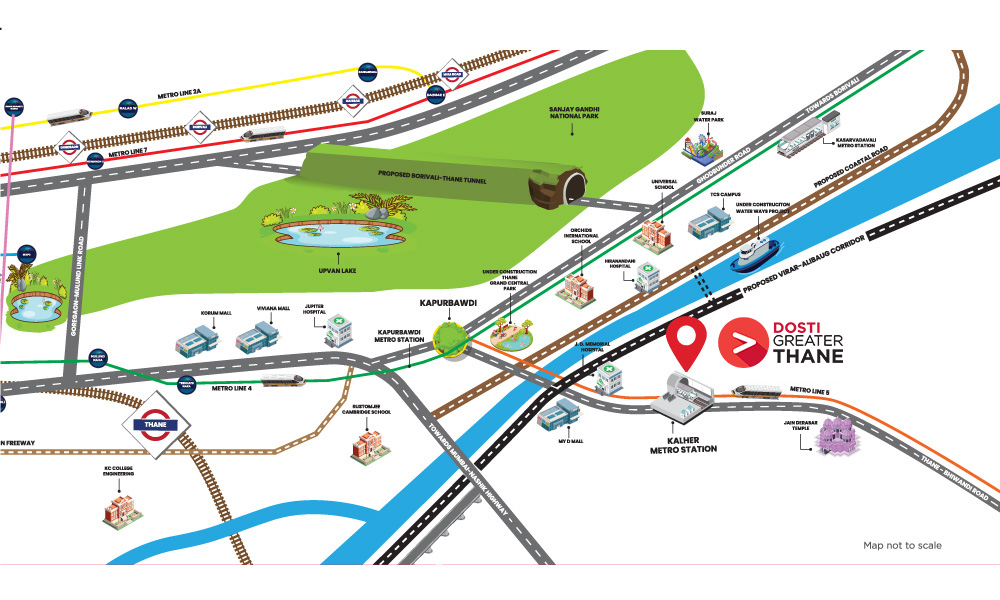 METRO LINE 2A
MALAD W
METRO LINE 7
SANJAY GANDHI
NATIONAL PARK
PROPOSED BORIVALI-THANE TUNNEL
UPVAN LAKE
SURAJ
WATER PARK
TOWARDS BORIVALI
KASARVADAVALI
METRO STATION
GHODBUNDER ROAD
PROPOSED COASTAL ROAD
UNIVERSAL
SCHOOL
TCS CAMPUS
UNDER CONSTRUCITON
WATER WAYS PROJECT
ORCHIDS
INERNATIONAL
SCHOOL
HIRANANDANI
HOSPITAL
PROPOSED VIRAR-ALIBAUG CORRIDOR
GOREGAON-MULUND LINK ROAD
KORUM MALL
VIVIANA MALL
JUPITER
HOSPITAL
UNDER CONSTRUCTION
THANE
GRAND CENTRAL
PARK
KAPURBAWDI
KAPURBAWDI
METRO STATION
DOSTI
GREATER
THANE
J. D. MEMORIAL
HOSPITAL
METRO LINE 4
METRO LINE 5
THANE
RUSTOMJEE
CAMBRIDGE SCHOOL
MY D MALL
KALHER
METRO STATION
JAIN DERASAR
TEMPLE
THANE - BHIWANDI ROAD
N FREEWAY
KC COLLEGE
ENGINEERING
TOWARDS MUMBAI-NASHIK HIGHWAY
Map not to scale